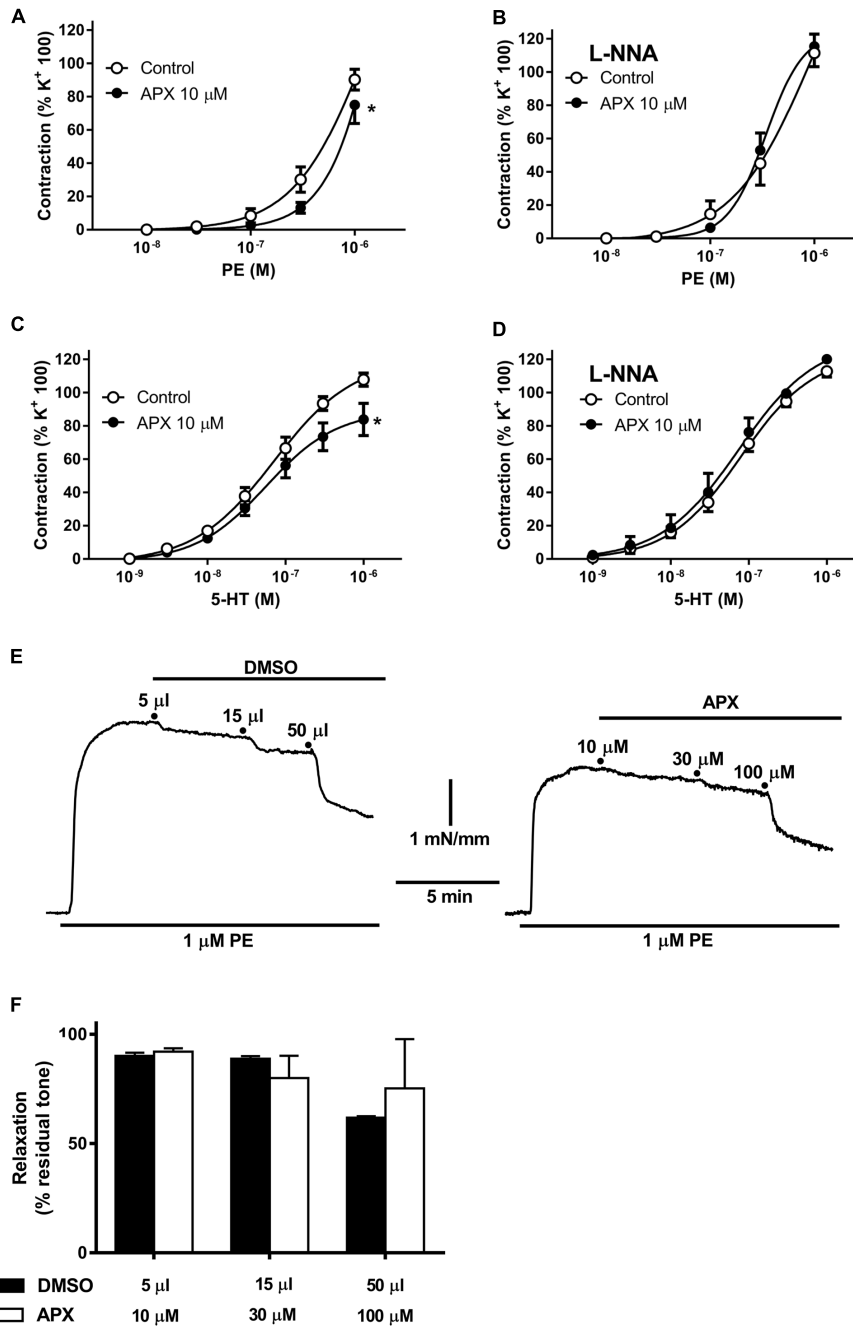 A
Contraction (% K⁺ 100)
120
100
80
60
40
20
0
Control
APX 10 μM
*
10⁻⁸ 10⁻⁷ 10⁻⁶
PE (M)
B
Contraction (% K⁺ 100)
120
100
80
60
40
20
0
L-NNA
Control
APX 10 μM
10⁻⁸ 10⁻⁷ 10⁻⁶
PE (M)
C
Contraction (% K⁺ 100)
120
100
80
60
40
20
0
Control
APX 10 μM
*
10⁻⁹ 10⁻⁸ 10⁻⁷ 10⁻⁶
5-HT (M)
D
Contraction (% K⁺ 100)
120
100
80
60
40
20
0
L-NNA
Control
APX 10 μM
10⁻⁹ 10⁻⁸ 10⁻⁷ 10⁻⁶
5-HT (M)
E
DMSO
5 μl
15 μl
50 μl
1 μM PE
1 mN/mm
5 min
APX
10 μM
30 μM
100 μM
1 μM PE
F
Relaxation
(% residual tone)
100
50
0
DMSO 5 μl 15 μl 50 μl
APX 10 μM 30 μM 100 μM